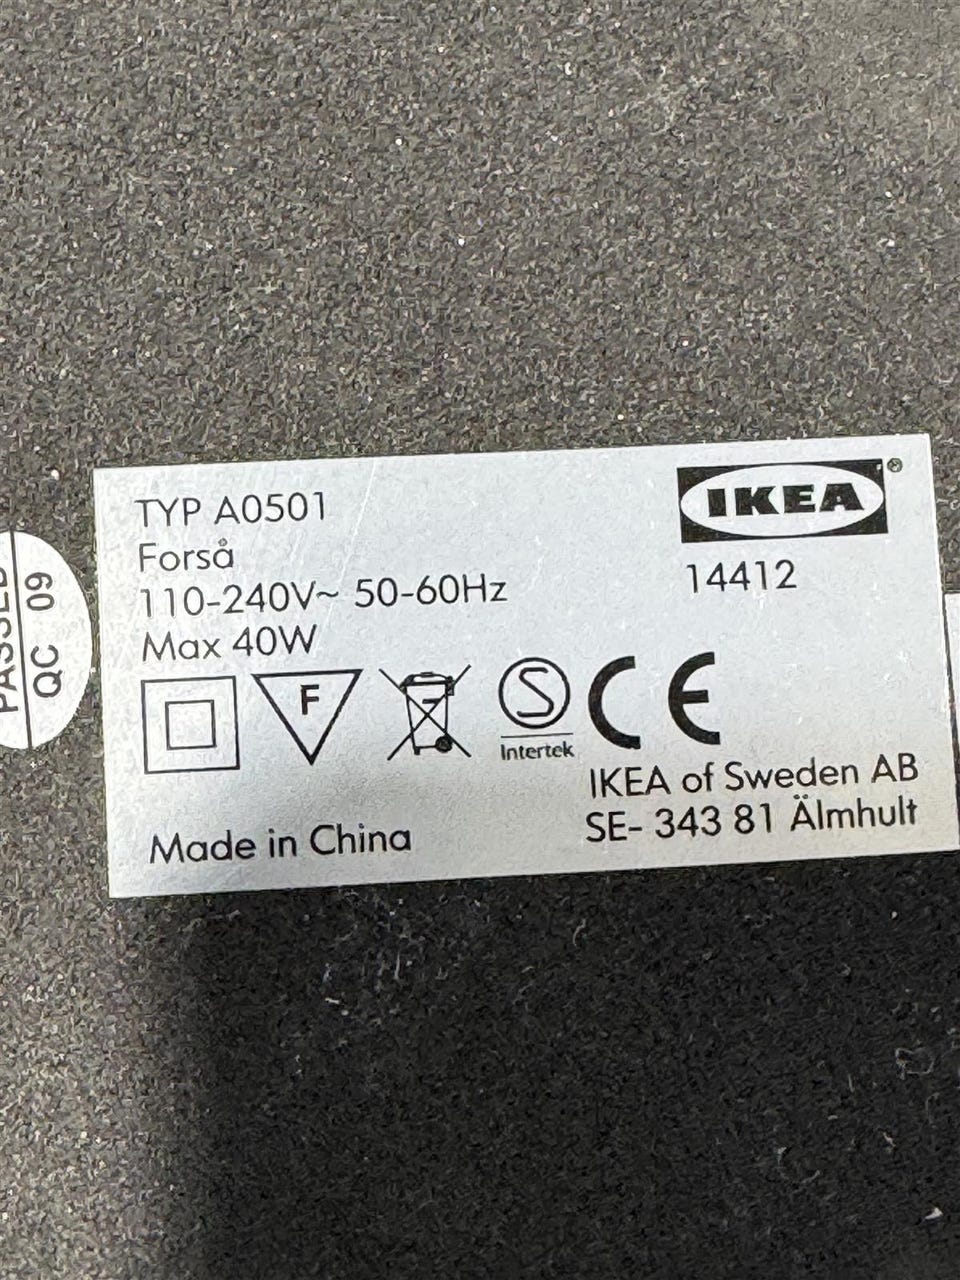 TYP A0501
Forså
110-240V~ 50-60Hz
Max 40W
IKEA®
14412
F
S
Intertek
CE
IKEA of Sweden AB
SE- 343 81 Älmhult
Made in China
PASSED
QC 09